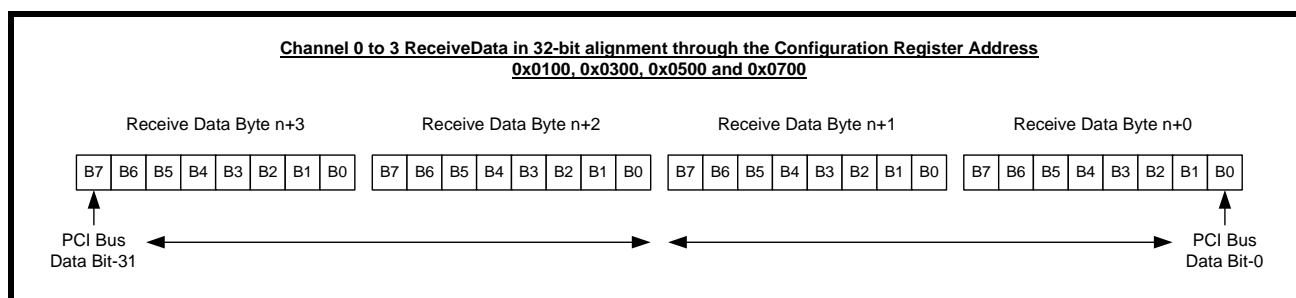 Channel 0 to 3 ReceiveData in 32-bit alignment through the Configuration Register Address
0x0100, 0x0300, 0x0500 and 0x0700
Receive Data Byte n+3 Receive Data Byte n+2 Receive Data Byte n+1 Receive Data Byte n+0
B7 B6 B5 B4 B3 B2 B1 B0 B7 B6 B5 B4 B3 B2 B1 B0 B7 B6 B5 B4 B3 B2 B1 B0 B7 B6 B5 B4 B3 B2 B1 B0
PCI Bus PCI Bus
Data Bit-31 Data Bit-0